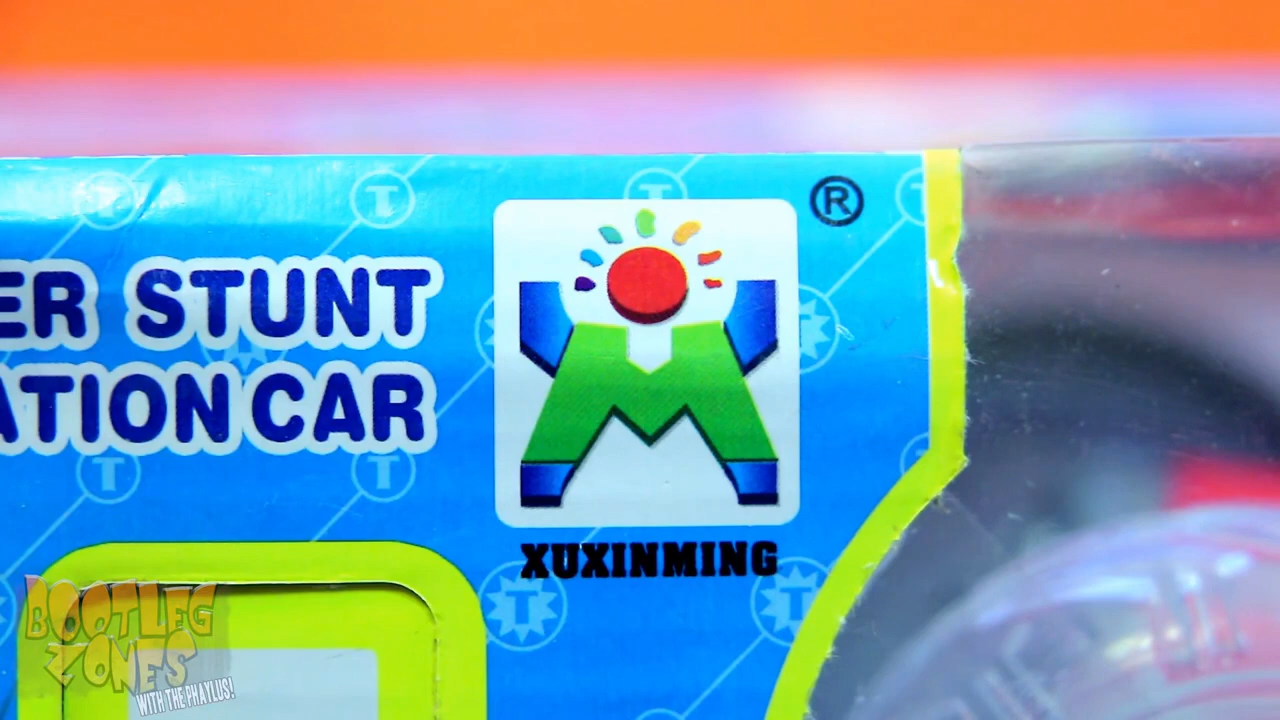 ER STUNT
ATION CAR
®
XUXINMING
T
T
T
T
T
T
T
BOOTLEG
ZONES
WITH THE PHAYLUS!